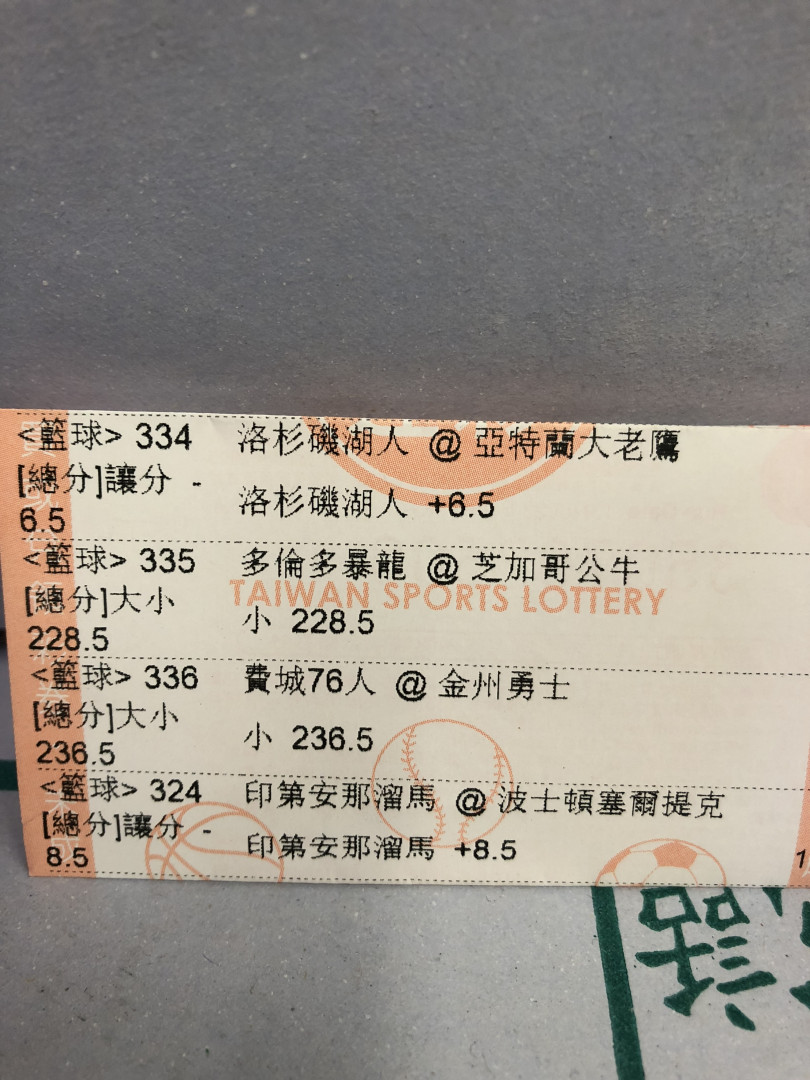 <籃球> 334 洛杉磯湖人 @ 亞特蘭大老鷹
[總分]讓分 -
6.5 洛杉磯湖人 +6.5
<籃球> 335 多倫多暴龍 @ 芝加哥公牛
TAIWAN SPORTS LOTTERY
[總分]大小
228.5 小 228.5
<籃球> 336 費城76人 @ 金州勇士
[總分]大小
236.5 小 236.5
<籃球> 324 印第安那溜馬 @ 波士頓塞爾提克
[總分]讓分 -
8.5 印第安那溜馬 +8.5
話